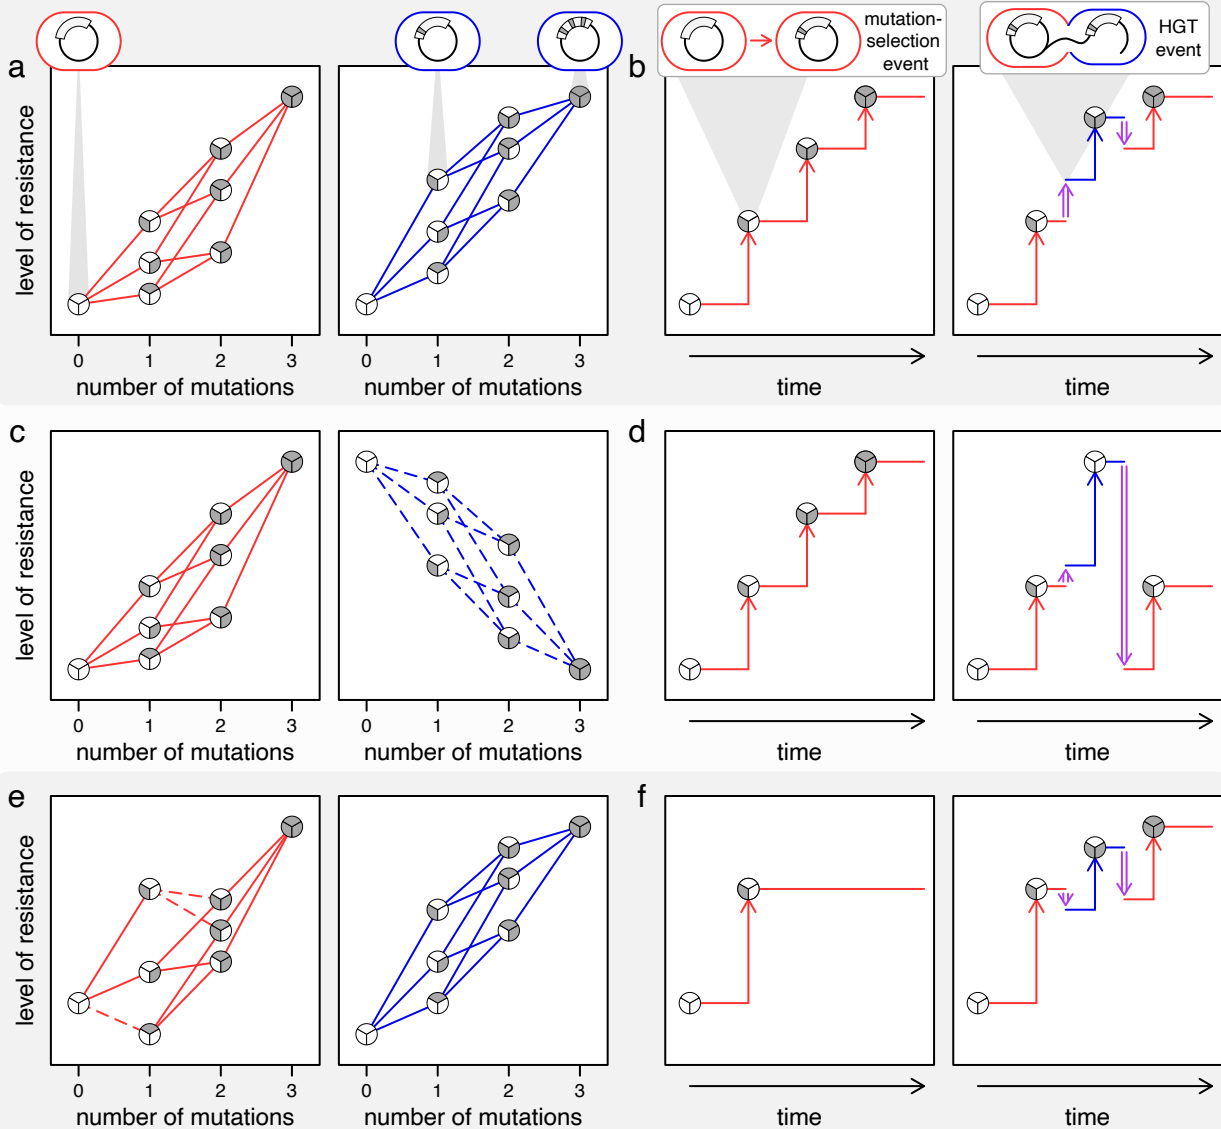 a
b
mutation-
selection
event
HGT
event
level of resistance
0 1 2 3
number of mutations
0 1 2 3
number of mutations
time
time
c
d
level of resistance
0 1 2 3
number of mutations
0 1 2 3
number of mutations
time
time
e
f
level of resistance
0 1 2 3
number of mutations
0 1 2 3
number of mutations
time
time